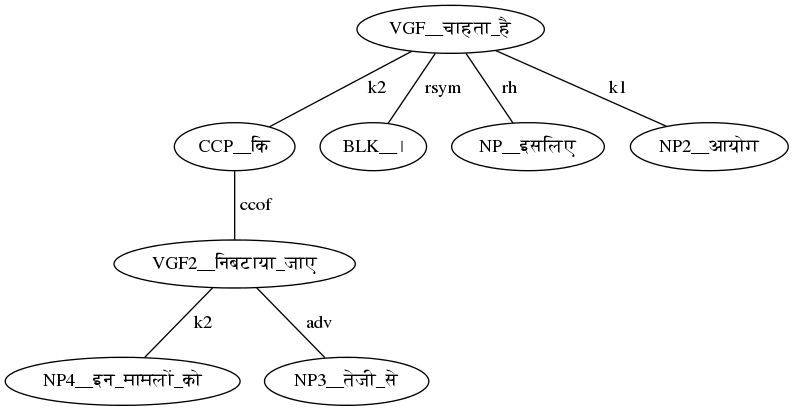 VGF__चाहता_है
k2 rsym rh k1
CCP__कि BLK__। NP__इसलिए NP2__आयोग
ccof
VGF2__निबटाया_जाए
k2 adv
NP4__इन_मामलों_को NP3__तेजी_से